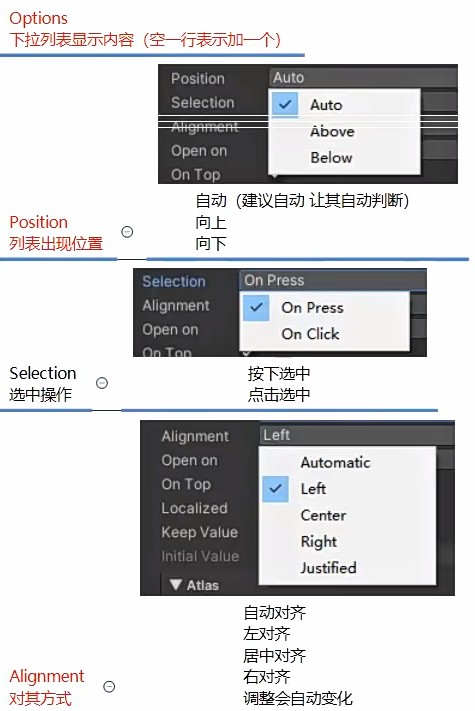 Options
下拉列表显示内容（空一行表示加一个）
Position Auto
Selection Auto
Alignment Above
Open on Below
On Top
自动（建议自动 让其自动判断）
向上
向下
Position
列表出现位置
Selection On Press
Alignment On Press
Open on On Click
On Top
按下选中
点击选中
Selection
选中操作
Alignment Left
Open on Automatic
On Top Left
Localized Center
Keep Value Right
Initial Value Justified
Atlas
自动对齐
左对齐
居中对齐
右对齐
调整会自动变化
Alignment
对其方式